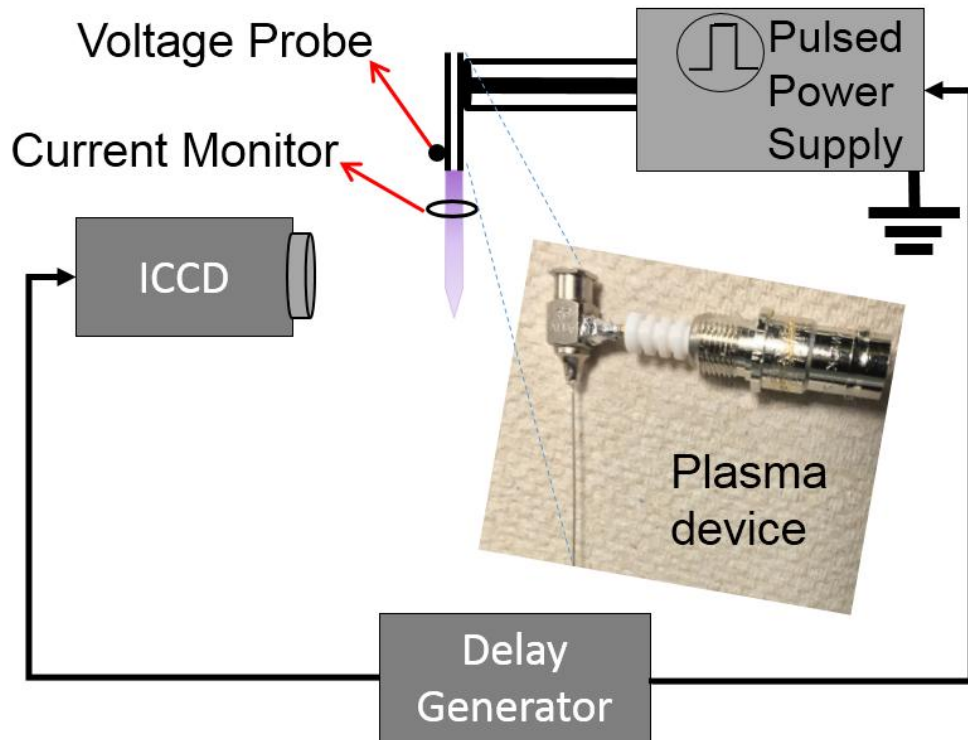 Voltage Probe
Current Monitor
Pulsed
Power
Supply
ICCD
Plasma
device
Delay
Generator